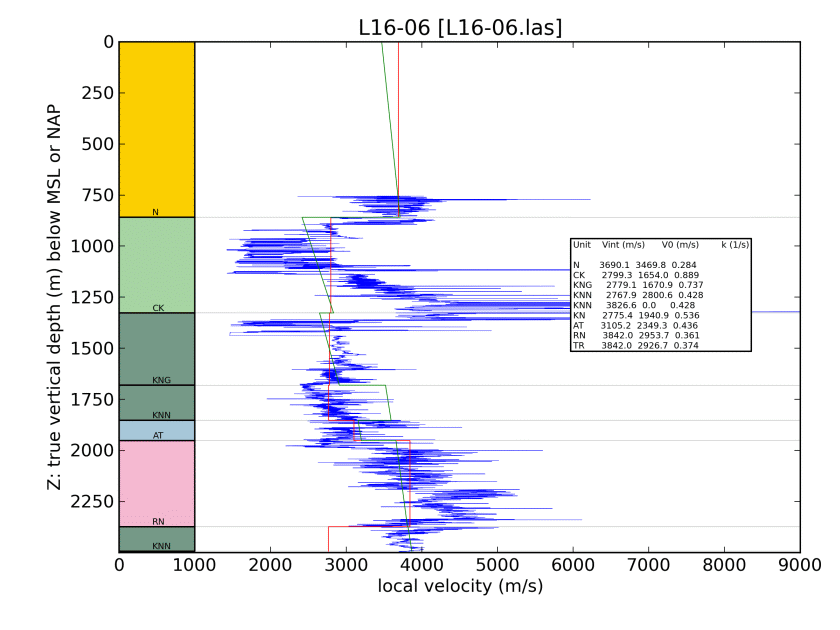 L16-06 [L16-06.las]
Z: true vertical depth (m) below MSL or NAP
0
250
500
750
1000
1250
1500
1750
2000
2250
N
CK
KNG
KNN
AT
RN
KNN
Unit Vint (m/s) V0 (m/s) k (1/s)
N 3690.1 3469.8 0.284
CK 2799.3 1654.0 0.889
KNG 2779.1 1670.9 0.737
KNN 2767.9 2800.6 0.428
KNN 3826.6 0.0 0.428
KN 2775.4 1940.9 0.536
AT 3105.2 2349.3 0.436
RN 3842.0 2953.7 0.361
TR 3842.0 2926.7 0.374
0 1000 2000 3000 4000 5000 6000 7000 8000 9000
local velocity (m/s)